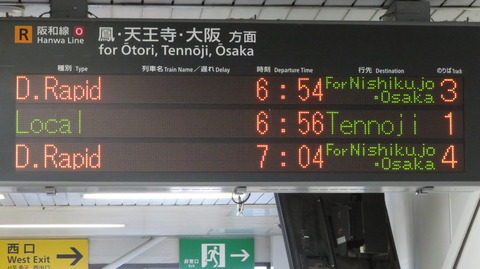 R 阪和線 O 鳳・天王寺・大阪 方面
Hanwa Line for Ōtori, Tennōji, Ōsaka
種別 Type 列車名 Train Name／遅れ Delay 時刻 Departure Time 行先 Destination のりば Track
D.Rapid 6:54 For Nishikujo・Osaka 3
Local 6:56 Tennoji 1
D.Rapid 7:04 For Nishikujo・Osaka 4
西口
West Exit
非常口
EXIT